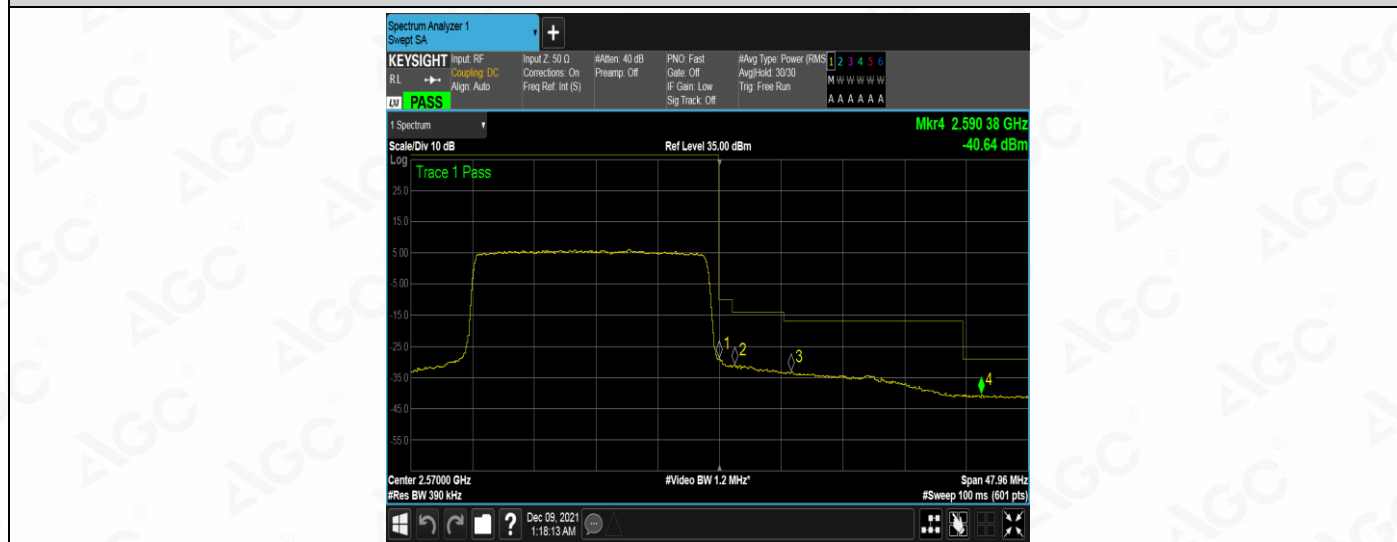 Spectrum Analyzer 1
Swept SA
+
KEYSIGHT Input: RF Input Z: 50 Ω #Atten: 40 dB PNO: Fast #Avg Type: Power (RMS 1 2 3 4 5 6
RL Coupling: DC Corrections: On Preamp: Off Gate: Off Avg|Hold: 30/30 M W W W W W
Align: Auto Freq Ref: Int (S) IF Gain: Low Trig: Free Run
LXI PASS Sig Track: Off A A A A A A
1 Spectrum Mkr4 2.590 38 GHz
Scale/Div 10 dB Ref Level 35.00 dBm -40.64 dBm
Log
Trace 1 Pass
25.0
15.0
5.00
-5.00
-15.0
-25.0
1
2
3
-35.0
4
-45.0
-55.0
Center 2.57000 GHz #Video BW 1.2 MHz* Span 47.96 MHz
#Res BW 390 kHz #Sweep 100 ms (601 pts)
? Dec 09, 2021
1:18:13 AM
AGC